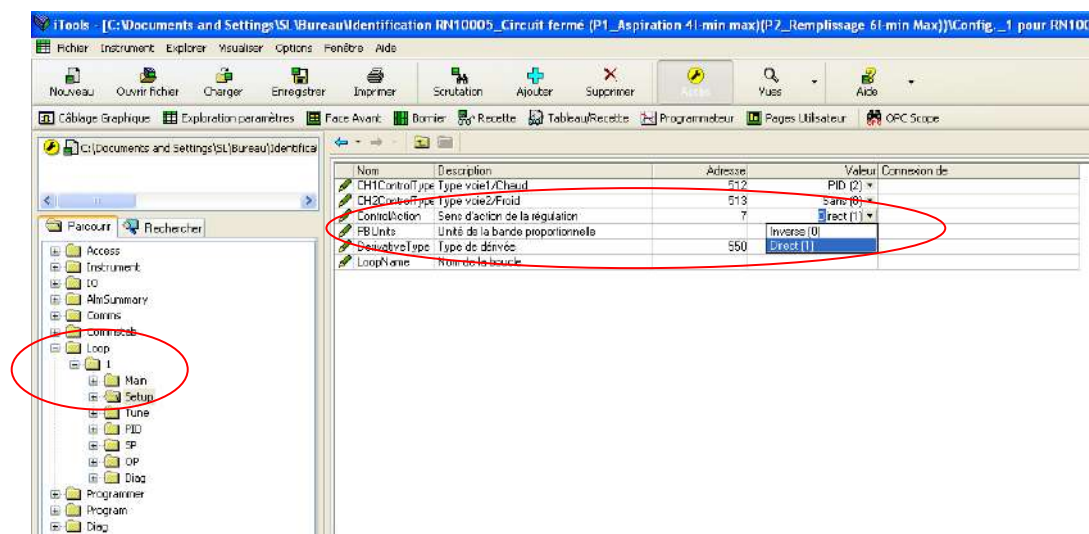 iTools - [C:\Documents and Settings\SL\Bureau\Identification RN10005_Circuit fermé (P1_Aspiration 4l-min max)(P2_Remplissage 6l-min Max))\Config._1 pour RN100
Fichier Instrument Explorer Visualiser Options Fenêtre Aide
Nouveau Ouvrir fichier Charger Enregistrer Imprimer Scrutation Ajouter Supprimer Accès Vues Aide
Câblage Graphique Exploration paramètres Face Avant Bornier Recette Tableau/Recette Programmateur Pages Utilisateur OPC Scope
C:\Documents and Settings\SL\Bureau\Identificat
Nom Description Adresse Valeur Connexion de
CH1ControlType Type voie1/Chaud 512 PID (2)
CH2ControlType Type voie2/Froid 513 Sans (0)
ControlAction Sens d'action de la régulation 7 Direct (1)
PBUnits Unité de la bande proportionnelle
Inverse (0)
DerivativeType Type de dérivée 550
Direct (1)
LoopName Nom de la boucle
Parcourir Rechercher
Access
Instrument
IO
AlmSummary
Comms
Commstab
Loop
1
Main
Setup
Tune
PID
SP
OP
Diag
Programmer
Program
Diag